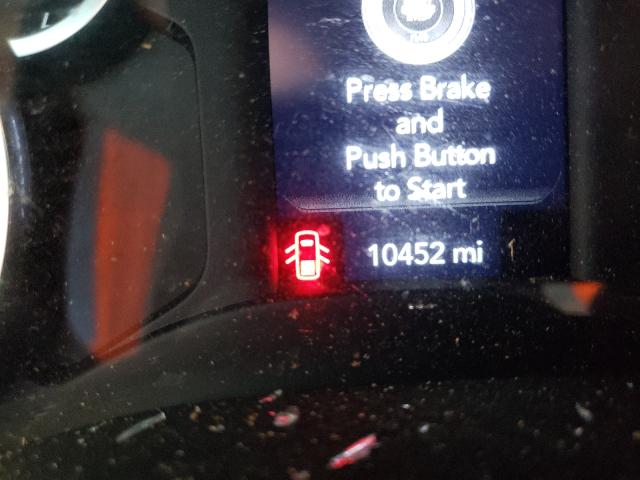 Press Brake
and
Push Button
to Start
10452 mi
L